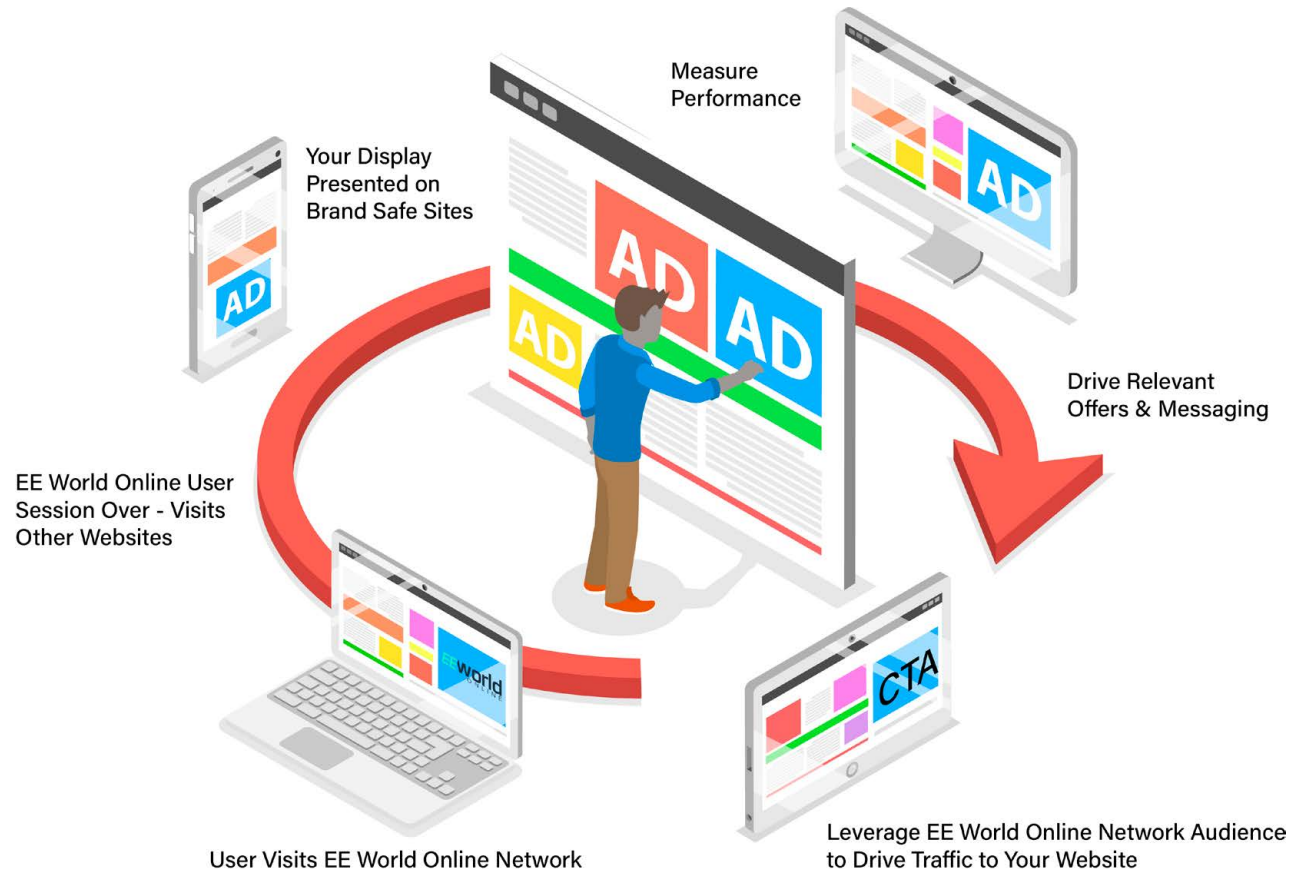 Measure
Performance
Your Display
Presented on
Brand Safe Sites
AD
AD
AD
AD
AD
AD
Drive Relevant
Offers & Messaging
EE World Online User
Session Over - Visits
Other Websites
EEWorld
ONLINE
CTA
User Visits EE World Online Network
Leverage EE World Online Network Audience
to Drive Traffic to Your Website